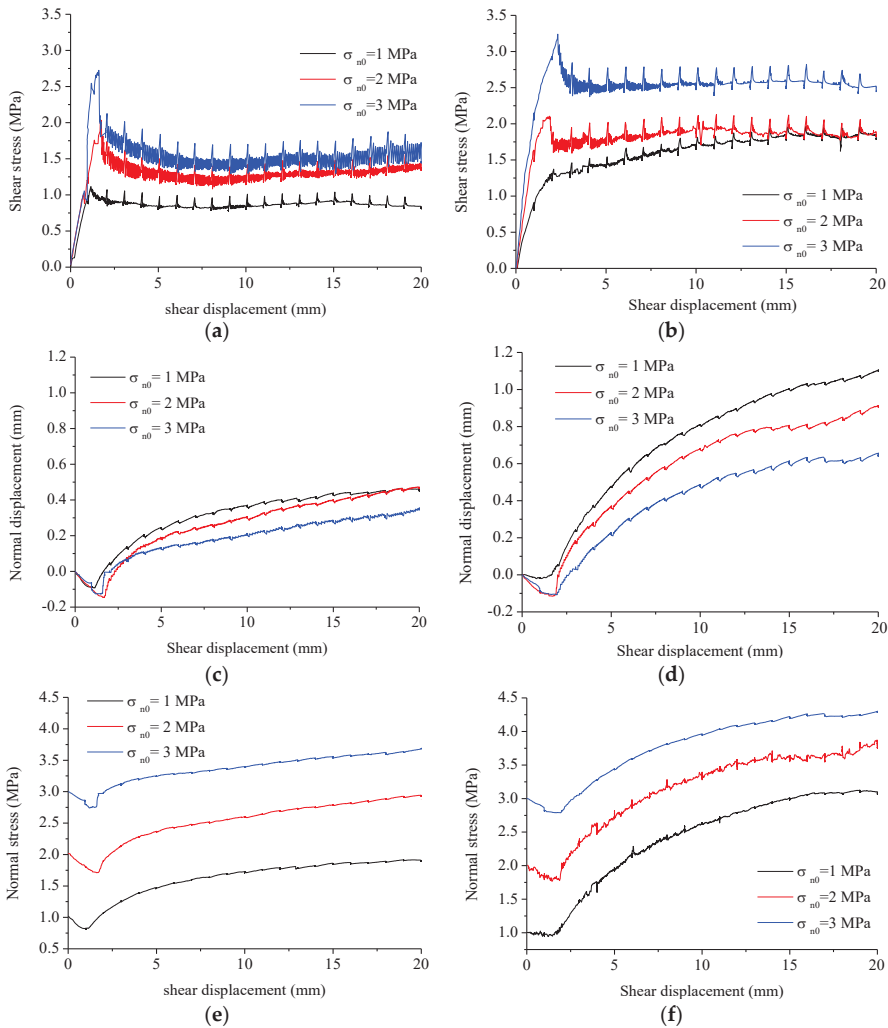 3.5
3.0
2.5
2.0
1.5
1.0
0.5
0.0
Shear stress (MPa)
σ n0=1 MPa
σ n0=2 MPa
σ n0=3 MPa
0 5 10 15 20
shear displacement (mm)
(a)
3.5
3.0
2.5
2.0
1.5
1.0
0.5
0.0
Shear stress (MPa)
σ n0= 1 MPa
σ n0= 2 MPa
σ n0= 3 MPa
0 5 10 15 20
Shear displacement (mm)
(b)
1.2
1.0
0.8
0.6
0.4
0.2
0.0
-0.2
Normal displacement (mm)
σ n0= 1 MPa
σ n0= 2 MPa
σ n0= 3 MPa
0 5 10 15 20
Shear displacement (mm)
(c)
1.2
1.0
0.8
0.6
0.4
0.2
0.0
-0.2
Normal displacement (mm)
σ n0= 1 MPa
σ n0= 2 MPa
σ n0= 3 MPa
0 5 10 15 20
Shear displacement (mm)
(d)
4.5
4.0
3.5
3.0
2.5
2.0
1.5
1.0
0.5
Normal stress (MPa)
σ n0= 1 MPa
σ n0= 2 MPa
σ n0= 3 MPa
0 5 10 15 20
shear displacement (mm)
(e)
4.5
4.0
3.5
3.0
2.5
2.0
1.5
1.0
Normal stress (MPa)
σ n0=1 MPa
σ n0=2 MPa
σ n0=3 MPa
0 5 10 15 20
Shear displacement (mm)
(f)